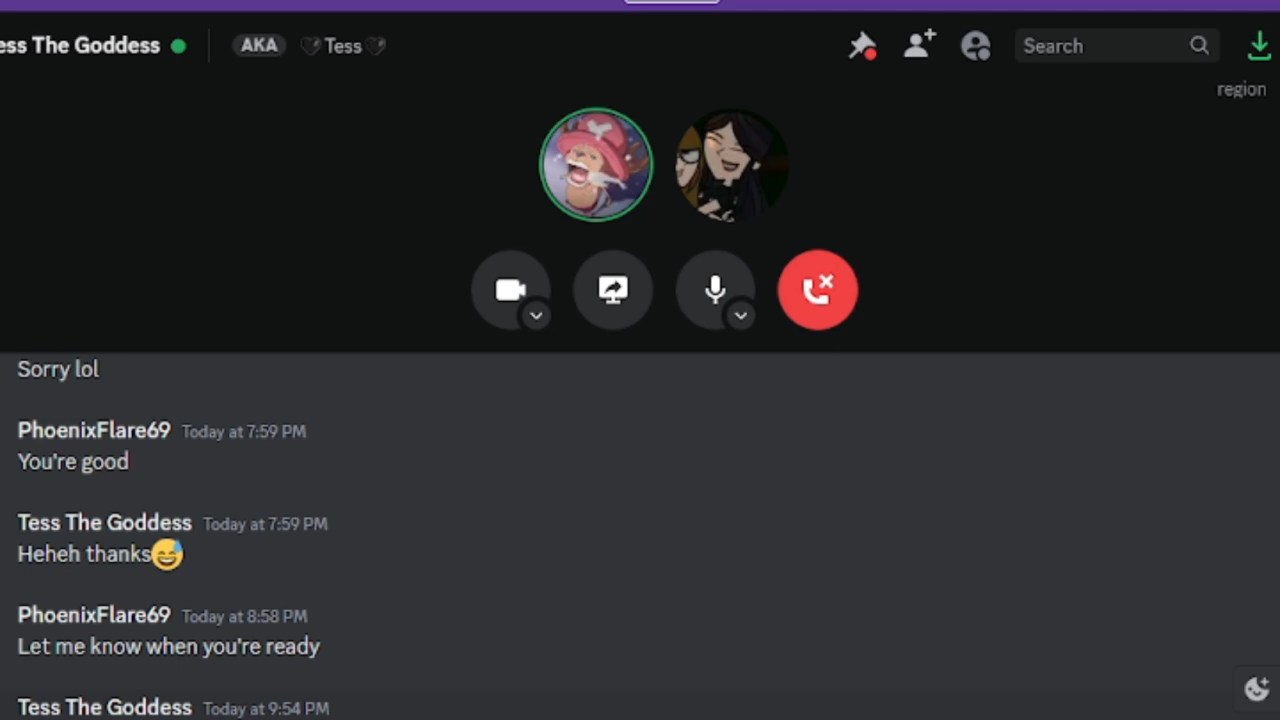 ess The Goddess AKA 🖤Tess🖤 Search
region
Sorry lol
PhoenixFlare69 Today at 7:59 PM
You're good
Tess The Goddess Today at 7:59 PM
Heheh thanks😅
PhoenixFlare69 Today at 8:58 PM
Let me know when you're ready
Tess The Goddess Today at 9:54 PM